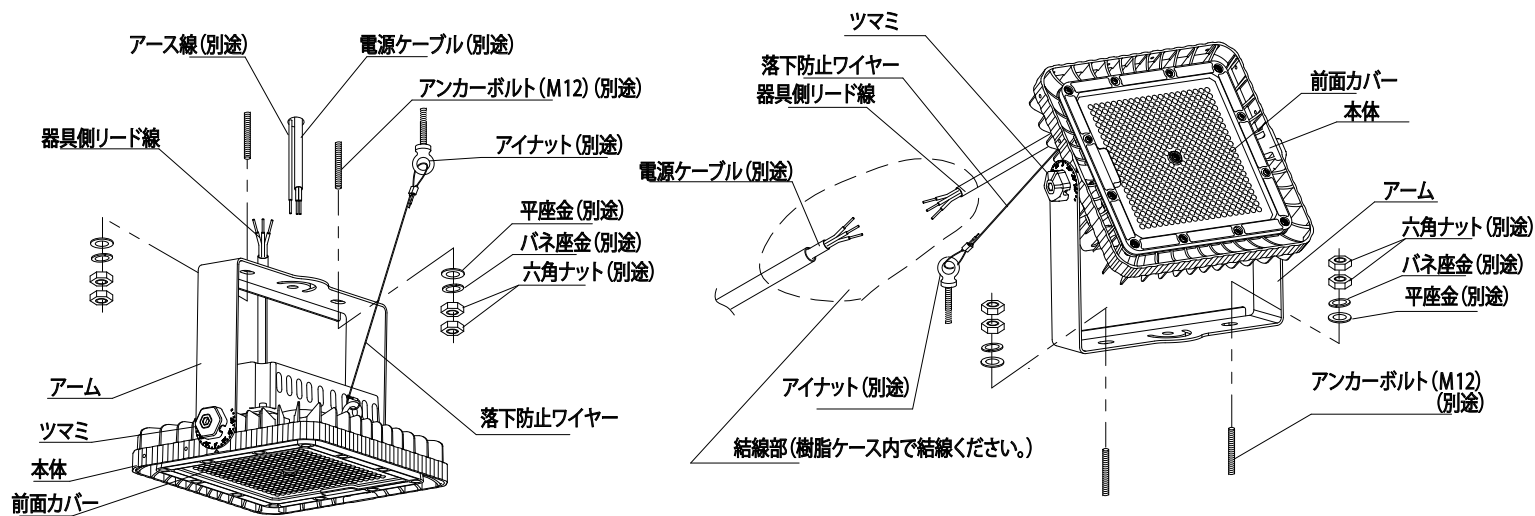 アース線(別途)
電源ケーブル(別途)
アンカーボルト(M12)(別途)
器具側リード線
アイナット(別途)
平座金(別途)
バネ座金(別途)
六角ナット(別途)
アーム
落下防止ワイヤー
ツマミ
本体
前面カバー
ツマミ
落下防止ワイヤー
器具側リード線
前面カバー
本体
電源ケーブル(別途)
アーム
六角ナット(別途)
バネ座金(別途)
平座金(別途)
アイナット(別途)
アンカーボルト(M12)
(別途)
結線部(樹脂ケース内で結線ください。)